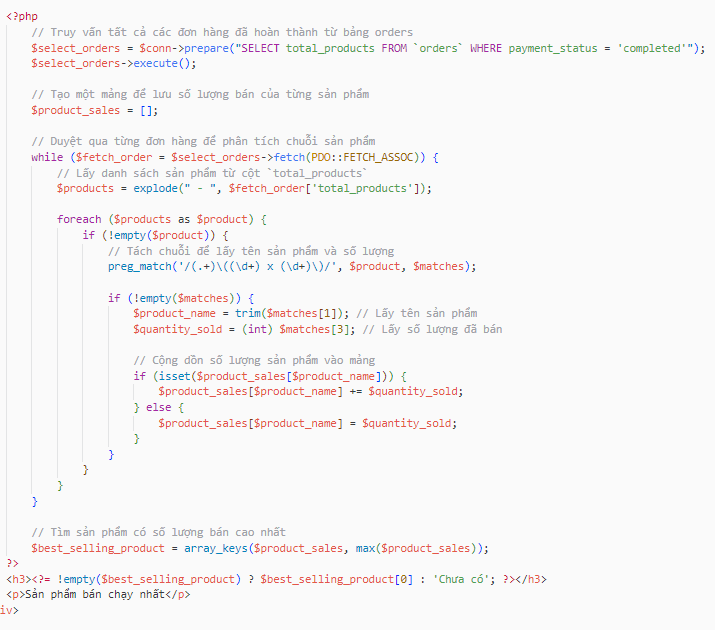 <?php
// Truy vấn tất cả các đơn hàng đã hoàn thành từ bảng orders
$select_orders = $conn->prepare("SELECT total_products FROM `orders` WHERE payment_status = 'completed'");
$select_orders->execute();
// Tạo một mảng để lưu số lượng bán của từng sản phẩm
$product_sales = [];
// Duyệt qua từng đơn hàng để phân tích chuỗi sản phẩm
while ($fetch_order = $select_orders->fetch(PDO::FETCH_ASSOC)) {
// Lấy danh sách sản phẩm từ cột `total_products`
$products = explode(" - ", $fetch_order['total_products']);
foreach ($products as $product) {
if (!empty($product)) {
// Tách chuỗi để lấy tên sản phẩm và số lượng
preg_match('/(.+)\((\d+) x (\d+)\)/', $product, $matches);
if (!empty($matches)) {
$product_name = trim($matches[1]); // Lấy tên sản phẩm
$quantity_sold = (int) $matches[3]; // Lấy số lượng đã bán
// Cộng dồn số lượng sản phẩm vào mảng
if (isset($product_sales[$product_name])) {
$product_sales[$product_name] += $quantity_sold;
} else {
$product_sales[$product_name] = $quantity_sold;
}
}
}
}
}
// Tìm sản phẩm có số lượng bán cao nhất
$best_selling_product = array_keys($product_sales, max($product_sales));
?>
<h3><?= !empty($best_selling_product) ? $best_selling_product[0] : 'Chưa có'; ?></h3>
<p>Sản phẩm bán chạy nhất</p>
iv>